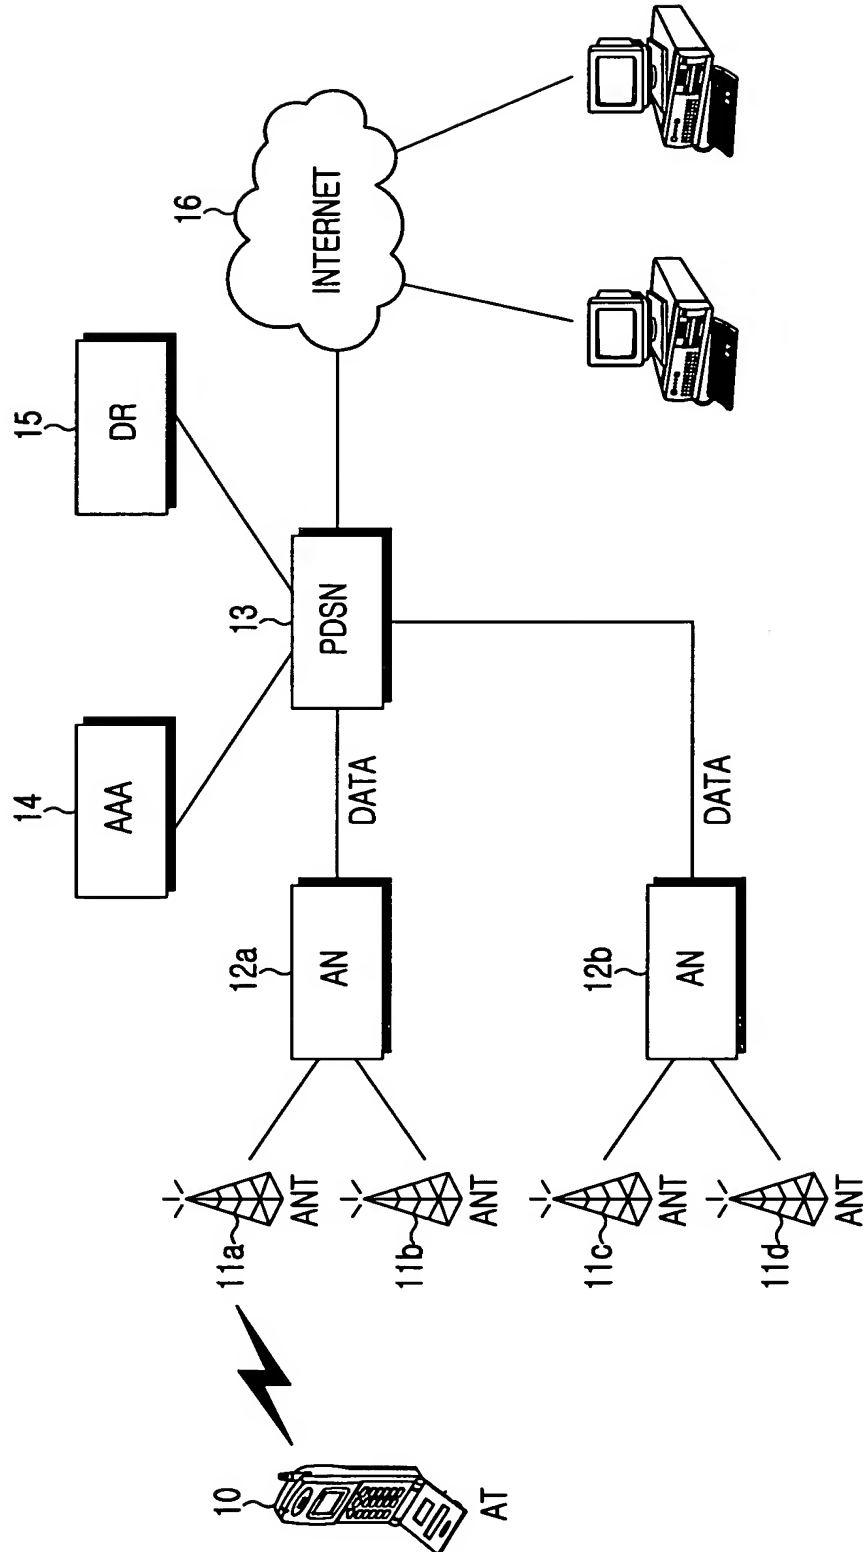 14
AAA
15
DR
16
INTERNET
12a
AN
DATA
13
PDSN
10
AT
11a
ANT
11b
ANT
12b
AN
DATA
11c
ANT
11d
ANT